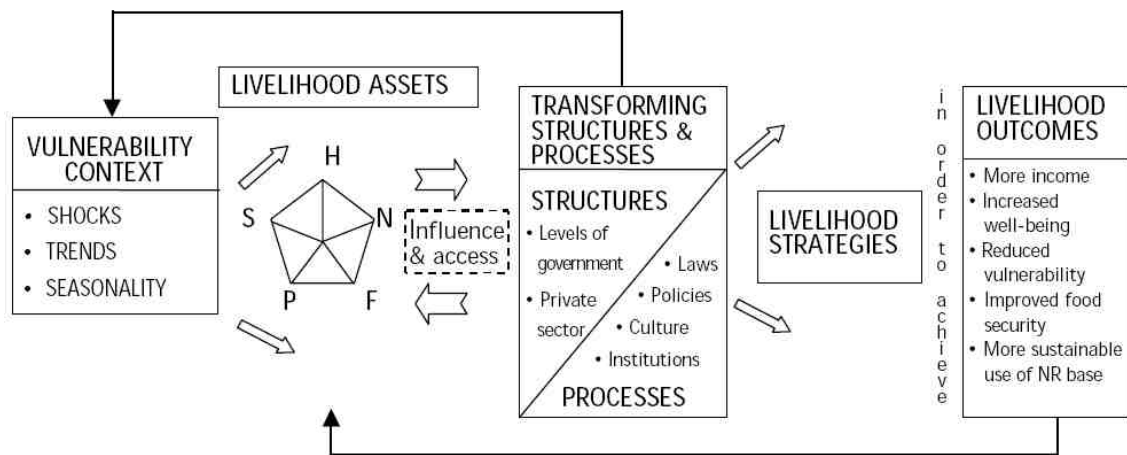 LIVELIHOOD ASSETS
VULNERABILITY
CONTEXT
• SHOCKS
• TRENDS
• SEASONALITY
H
S
N
P
F
Influence
& access
TRANSFORMING
STRUCTURES &
PROCESSES
STRUCTURES
• Levels of
government
• Private
sector
• Laws
• Policies
• Culture
• Institutions
PROCESSES
LIVELIHOOD
STRATEGIES
in order to achieve
LIVELIHOOD
OUTCOMES
• More income
• Increased
well-being
• Reduced
vulnerability
• Improved food
security
• More sustainable
use of NR base